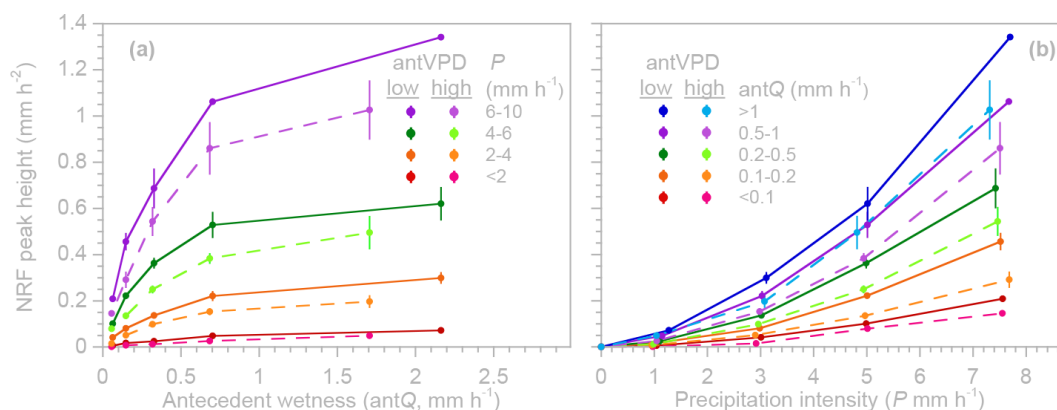 NRF peak height (mm h⁻²)
1.4
1.2
1
0.8
0.6
0.4
0.2
0
(a)
antVPD P
low high (mm h⁻¹)
6-10
4-6
2-4
<2
0 0.5 1 1.5 2 2.5
Antecedent wetness (antQ, mm h⁻¹)
(b)
antVPD
low high antQ (mm h⁻¹)
>1
0.5-1
0.2-0.5
0.1-0.2
<0.1
0 1 2 3 4 5 6 7 8
Precipitation intensity (P mm h⁻¹)